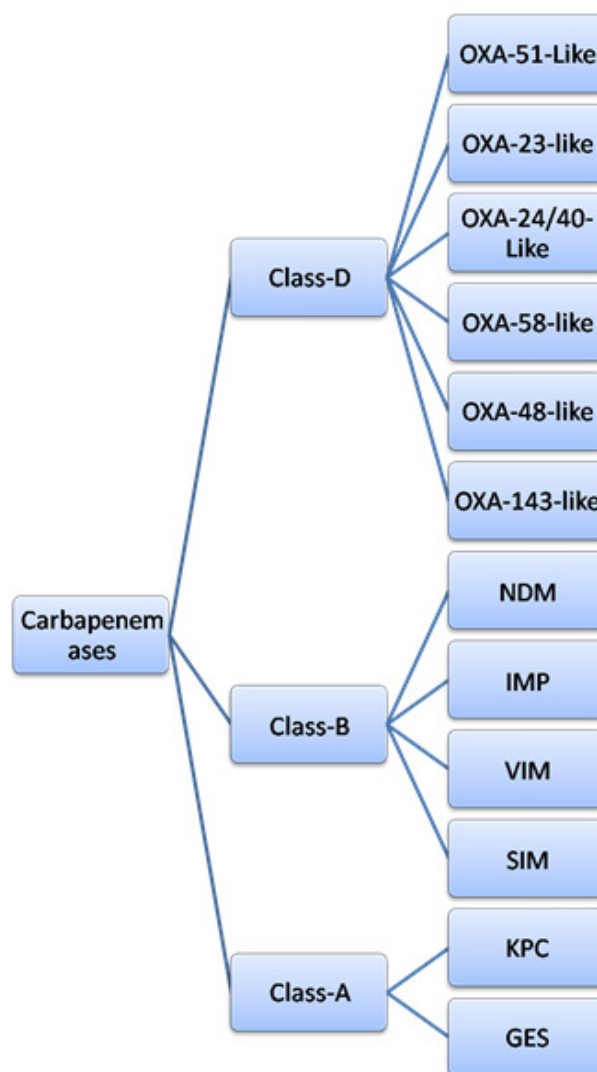 OXA-51-Like
OXA-23-like
OXA-24/40-
Like
Class-D
OXA-58-like
OXA-48-like
OXA-143-like
Carbapenem
ases
NDM
IMP
Class-B
VIM
SIM
KPC
Class-A
GES